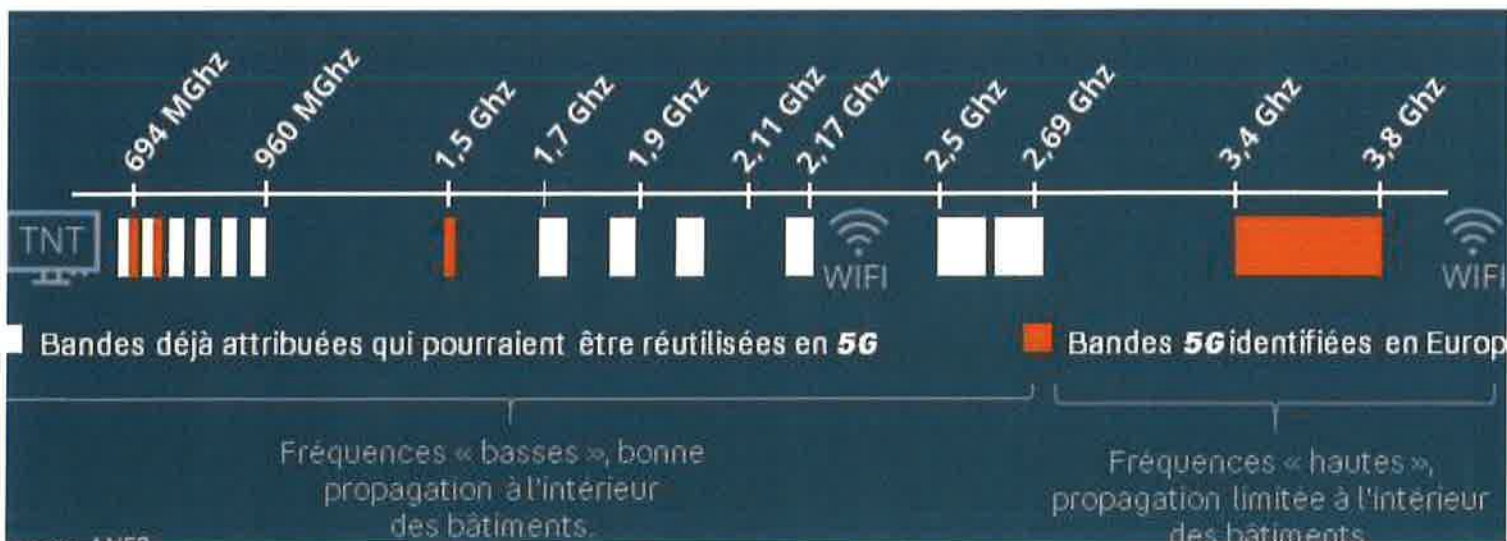 694 MGhz
960 MGhz
1,5 Ghz
1,7 Ghz
1,9 Ghz
2,11 Ghz
2,17 Ghz
2,5 Ghz
2,69 Ghz
3,4 Ghz
3,8 Ghz
TNT
WIFI
WIFI
Bandes déjà attribuées qui pourraient être réutilisées en 5G
Bandes 5G identifiées en Europ
Fréquences « basses », bonne
propagation à l'intérieur
des bâtiments.
Fréquences « hautes »,
propagation limitée à l'intérieur
des bâtiments